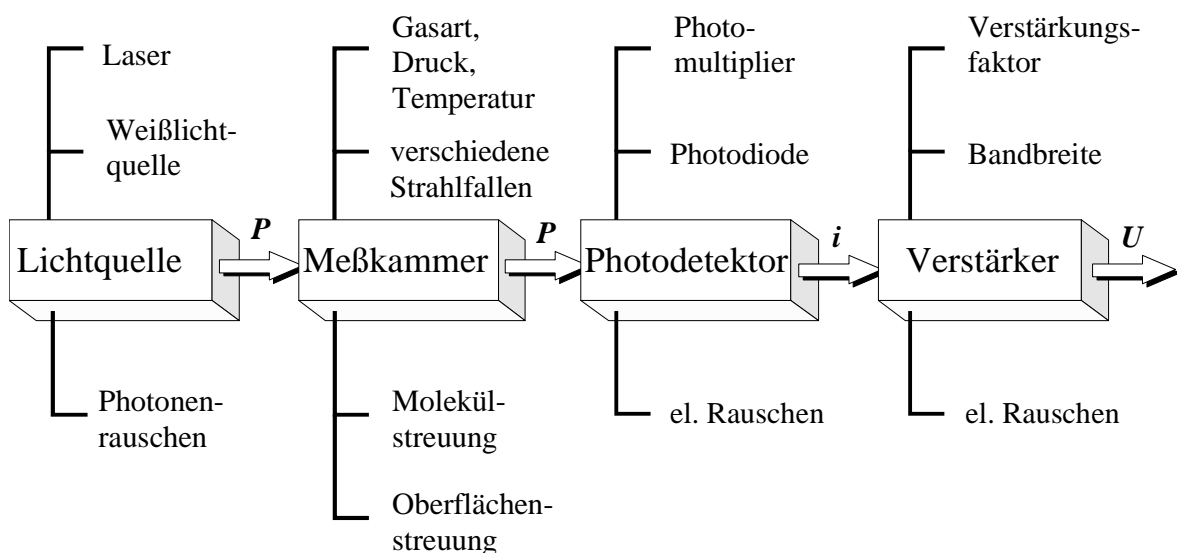 Laser
Weißlicht-
quelle
Gasart,
Druck,
Temperatur
verschiedene
Strahlfallen
Photo-
multiplier
Photodiode
Verstärkungs-
faktor
Bandbreite
Lichtquelle
P
Meßkammer
P
Photodetektor
i
Verstärker
U
Photonen-
rauschen
Molekül-
streuung
Oberflächen-
streuung
el. Rauschen
el. Rauschen